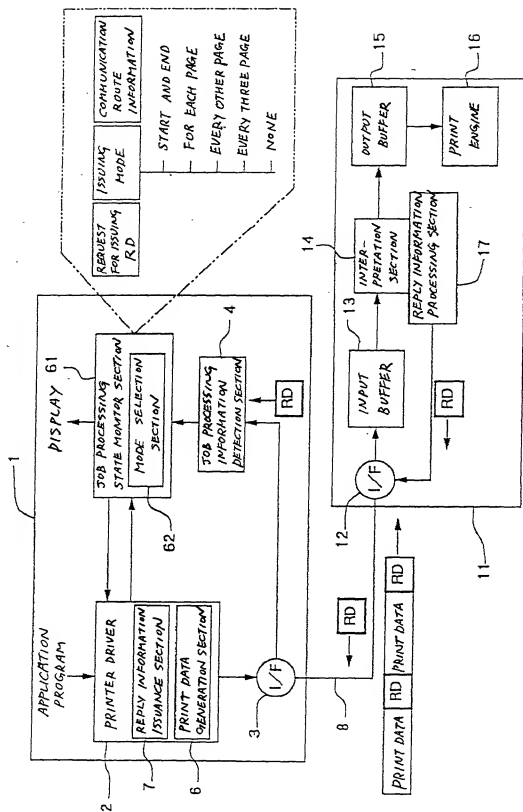 1
APPLICATION
PROGRAM
DISPLAY
61
2
PRINTER DRIVER
7
REPLY INFORMATION
ISSUANCE SECTION
6
PRINT DATA
GENERATION SECTION
JOB PROCESSING
STATE MONITOR SECTION
MODE SELECTION
SECTION
62
4
JOB PROCESSING
INFORMATION
DETECTION SECTION
RD
I/F
3
REQUEST
FOR ISSUING
RD
ISSUING
MODE
COMMUNICATION
ROUTE
INFORMATION
START AND END
FOR EACH PAGE
EVERY OTHER PAGE
EVERY THREE PAGE
NONE
8
RD
PRINT DATA
RD
PRINT DATA
RD
11
12
I/F
13
INPUT
BUFFER
14
INTER-
PRETATION
SECTION
15
OUTPUT
BUFFER
16
PRINT
ENGINE
REPLY INFORMATION
PROCESSING SECTION
17
RD